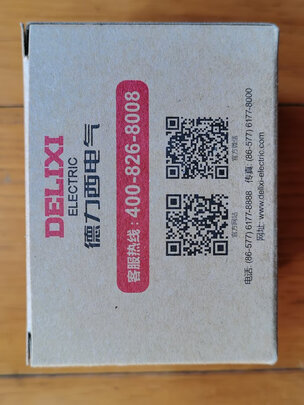 DELIXI
ELECTRIC
德力西电气
客服热线：400-826-8008
官方微信
官方网站
电话: (86-577) 6177-8888 传真: (86-577) 6177-8000
网址: www.delixi-electric.com